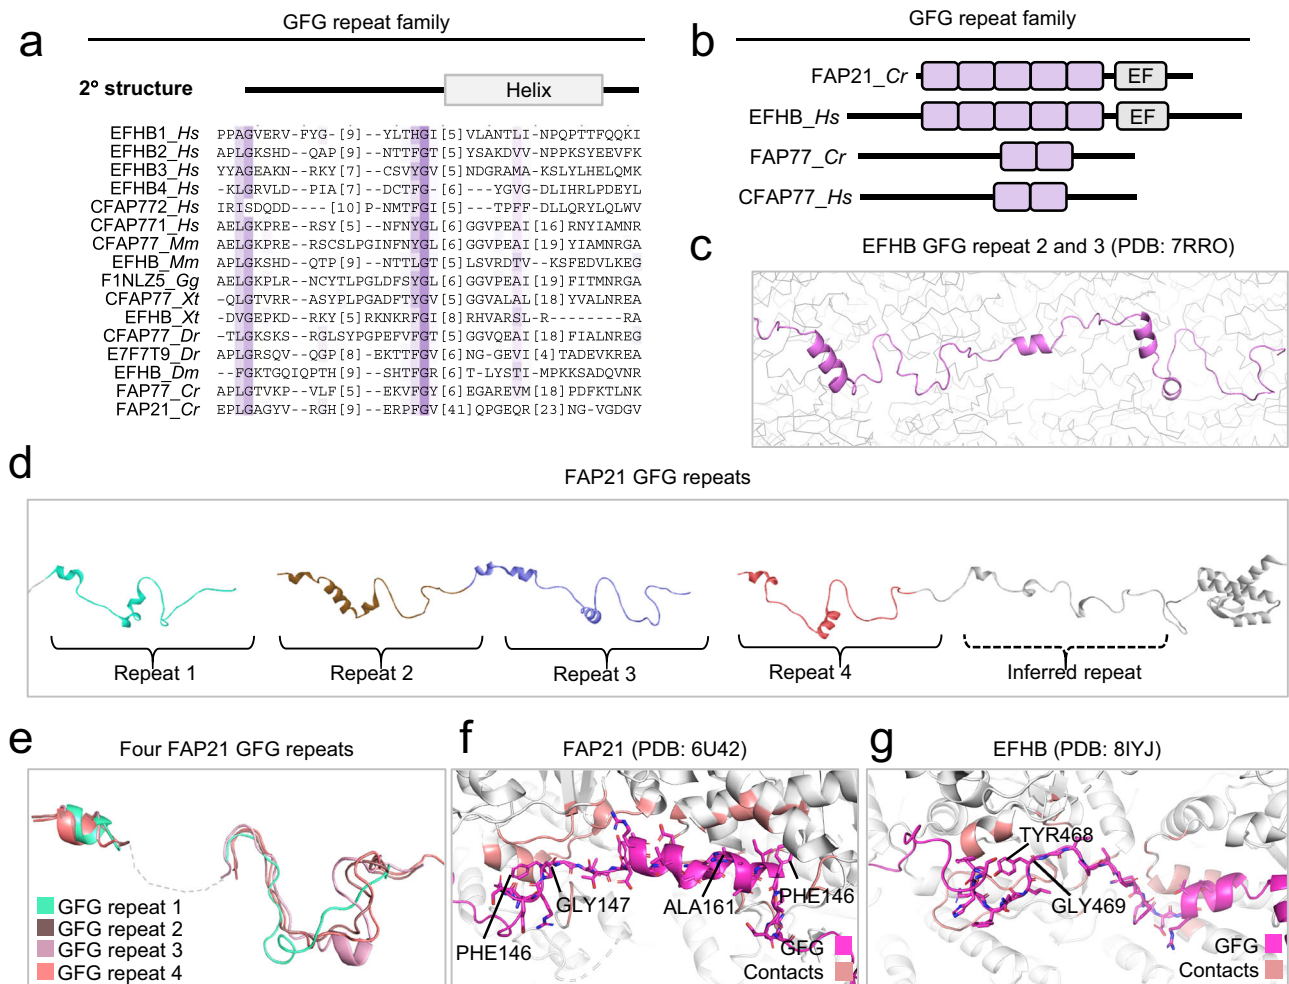 a
GFG repeat family
2° structure
Helix
EFHB1_Hs PPAGVERV-FYG-[9]--YLTHGI[5]VLANTLI-NPQPTTFQQKI
EFHB2_Hs APLGKSHD--QAP[9]--NTTFGT[5]YSAKDVV-NPPKSYEEVFK
EFHB3_Hs YYAGEAKN--RKY[7]--CSVYGV[5]NDGRAMA-KSLYLHELQMK
EFHB4_Hs -KLGRVLD--PIA[7]--DCTFG-[6]---YGVG-DLIHRLPDEYL
CFAP772_Hs IRISDQDD----[10]P-NMTFGI[5]---TPFF-DLLQRYLQLWV
CFAP771_Hs AELGKPRE--RSY[5]--NFNYGL[6]GGVPEAI[16]RNYIAMNR
CFAP77_Mm AELGKPRE--RSCSLPGINFNYGL[6]GGVPEAI[19]YIAMNRGA
EFHB_Mm APLGKSHD--QTP[9]--NTTLGT[5]LSVRDTV--KSFEDVLKEG
F1NLZ5_Gg AELGKPLR--NCYTLPGLDFSYGL[6]GGVPEAI[19]FITMNRGA
CFAP77_Xt -QLGTVRR--ASYPLPGADFTYGV[5]GGVALAL[18]YVALNREA
EFHB_Xt DVGEPKD--RKY[5]RKNKRFGI[8]RHVARSL-R---------A
CFAP77_Dr -TLGKSKS--RGLSYPGPEFVYGT[5]GGVQEAI[18]FIALNREG
E7F7T9_Dr APLGRSQV--QGP[8]--EKTFGV[6]NG-GEVI[4]TADEVKREA
EFHB_Dm --FGKTGQIQPTH[9]--SHTFGR[6]T-LYSTI-MPKKSADQVNR
FAP77_Cr APLGTVKP--VLF[5]--EKVFGY[6]EGAREVM[18]PDFKTLNK
FAP21_Cr EPLGAGYV--RGH[9]--ERPFGV[41]QPGEQR[23]NG-VGDGV
b
GFG repeat family
FAP21_Cr EF
EFHB_Hs EF
FAP77_Cr
CFAP77_Hs
c
EFHB GFG repeat 2 and 3 (PDB: 7RRO)
d
FAP21 GFG repeats
Repeat 1 Repeat 2 Repeat 3 Repeat 4 Inferred repeat
e
Four FAP21 GFG repeats
GFG repeat 1
GFG repeat 2
GFG repeat 3
GFG repeat 4
f
FAP21 (PDB: 6U42)
PHE146
GLY147
ALA161
PHE146
GFG
Contacts
g
EFHB (PDB: 8IYJ)
TYR468
GLY469
GFG
Contacts